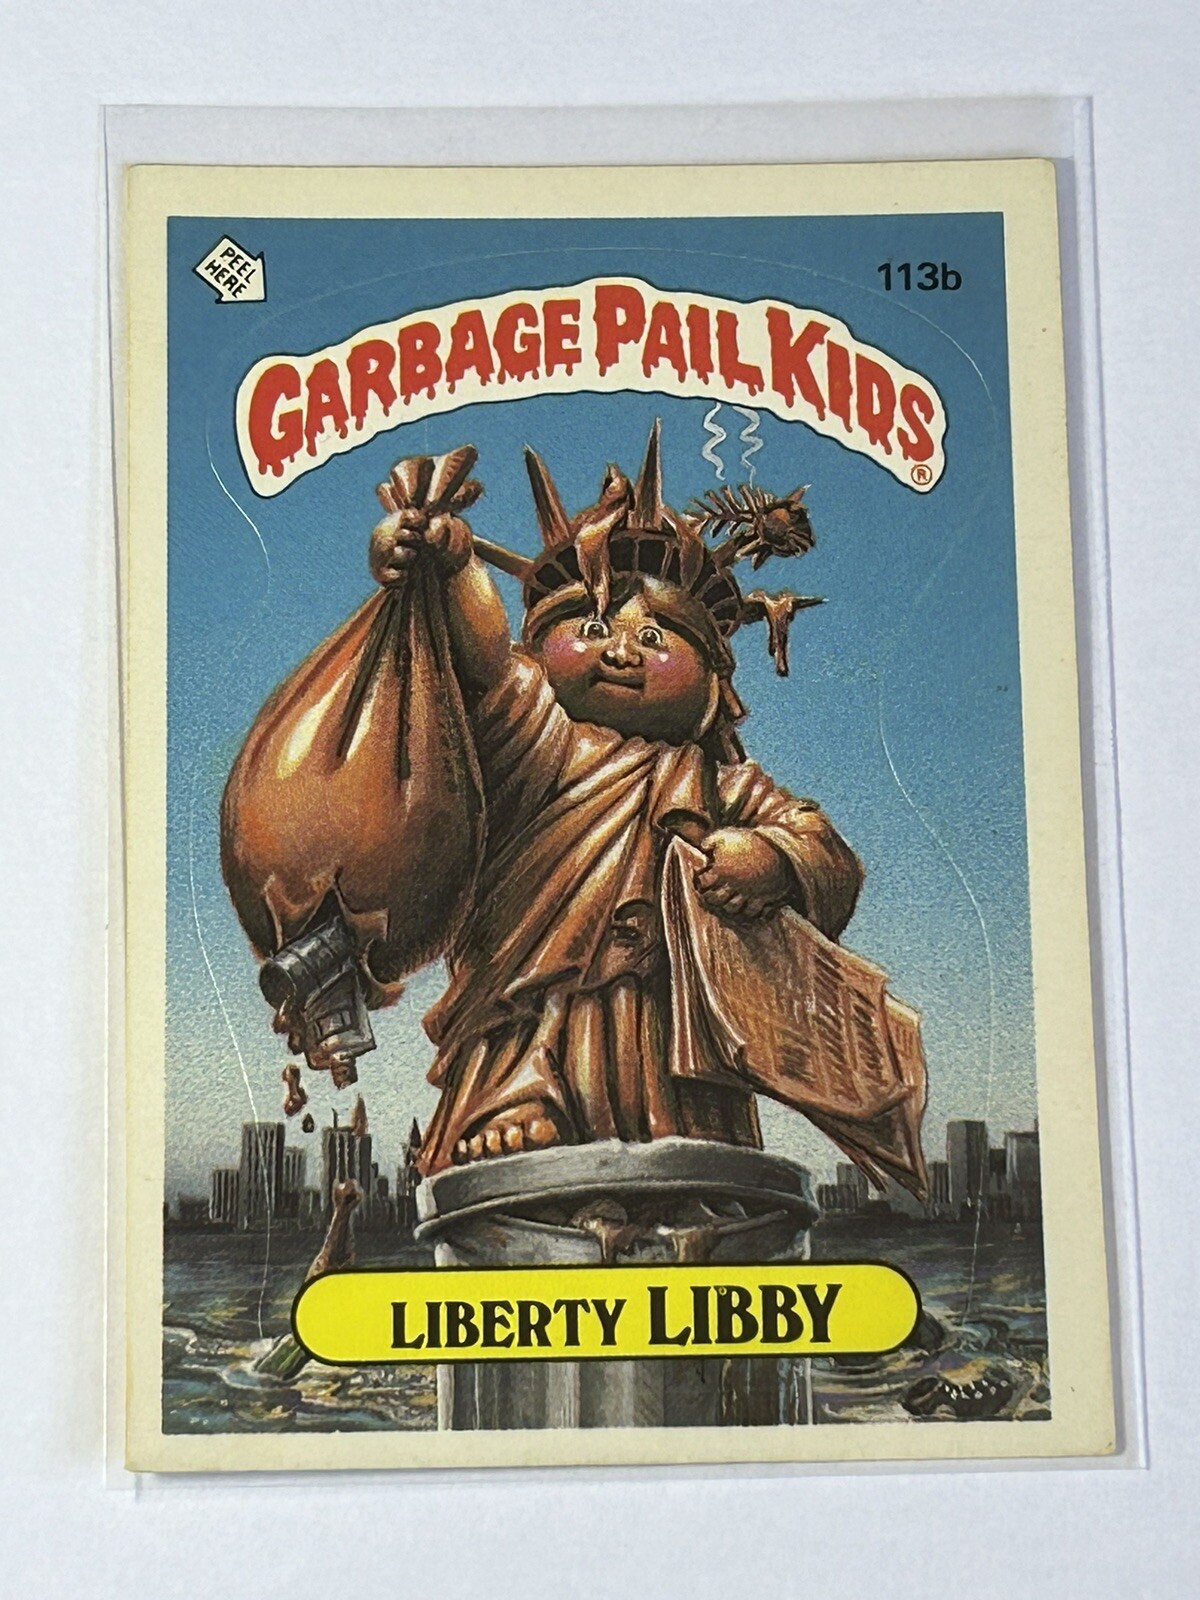 PEEL
HERE
113b
GARBAGE PAIL KIDS
®
LIBERTY LIBBY